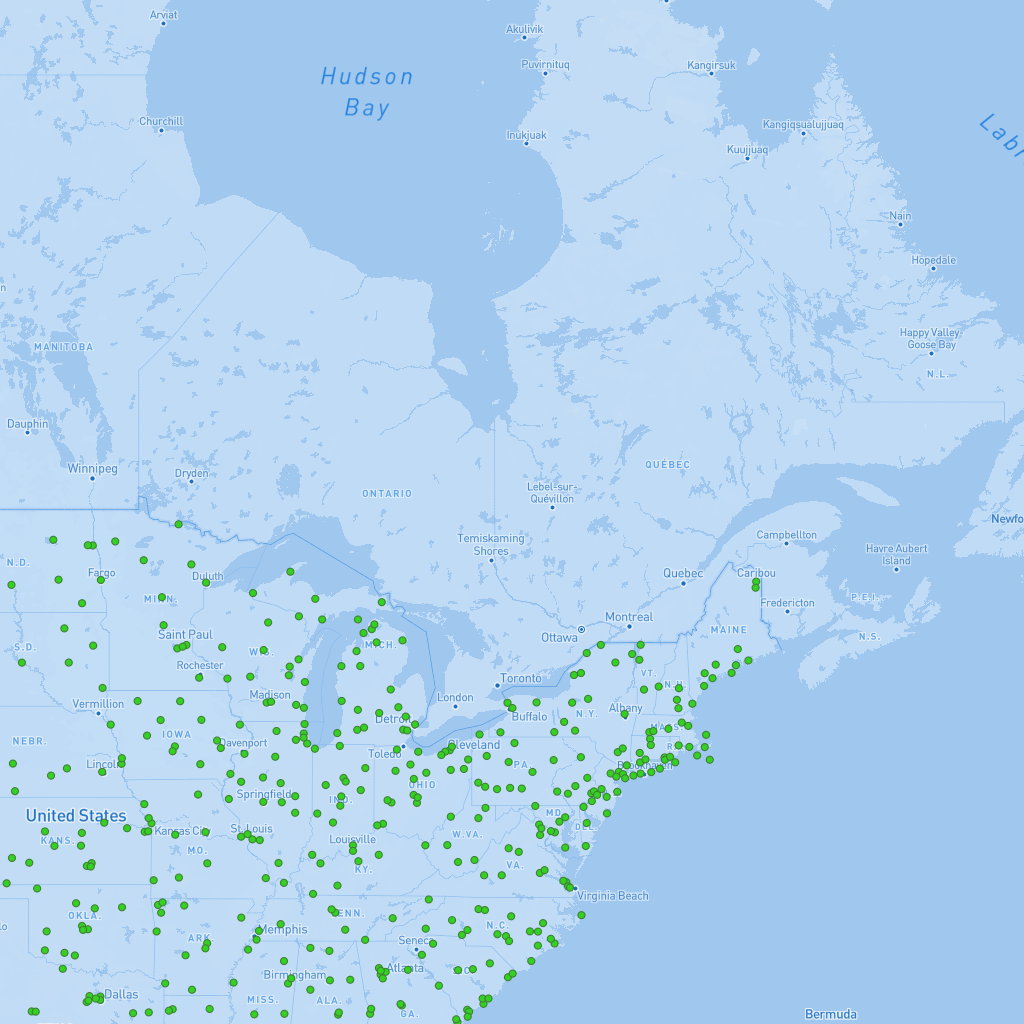 Arviat
Akulivik
Puvirnituq
Kangirsuk
Hudson
Bay
Churchill
Inukjuak
Kangiqsualujjuaq
Kuujjuaq
Nain
Hopedale
Happy Valley-
Goose Bay
N.L.
MANITOBA
Dauphin
Winnipeg
Dryden
ONTARIO
QUÉBEC
Lebel-sur-
Quévillon
Temiskaming
Shores
Campbellton
Havre Aubert
Island
N.D.
Fargo
Duluth
Quebec
Caribou
MINN.
P.E.I.
Fredericton
Montreal
Ottawa
MAINE
N.S.
Saint Paul
S.D.
WIS.
MICH.
Rochester
VT.
N.H.
Toronto
London
Madison
Vermillion
Detroit
Buffalo
N.Y.
Albany
MASS.
IOWA
Davenport
NEBR.
Toledo
Cleveland
Lincoln
PA.
Brookhaven
OHIO
Springfield
IND.
United States
MD.
DEL.
Kansas City
St. Louis
KANS.
MO.
Louisville
W.VA.
KY.
VA.
Virginia Beach
OKLA.
TENN.
Memphis
N.C.
ARK.
Seneca
Birmingham
Atlanta
S.C.
Dallas
MISS.
ALA.
GA.
Bermuda